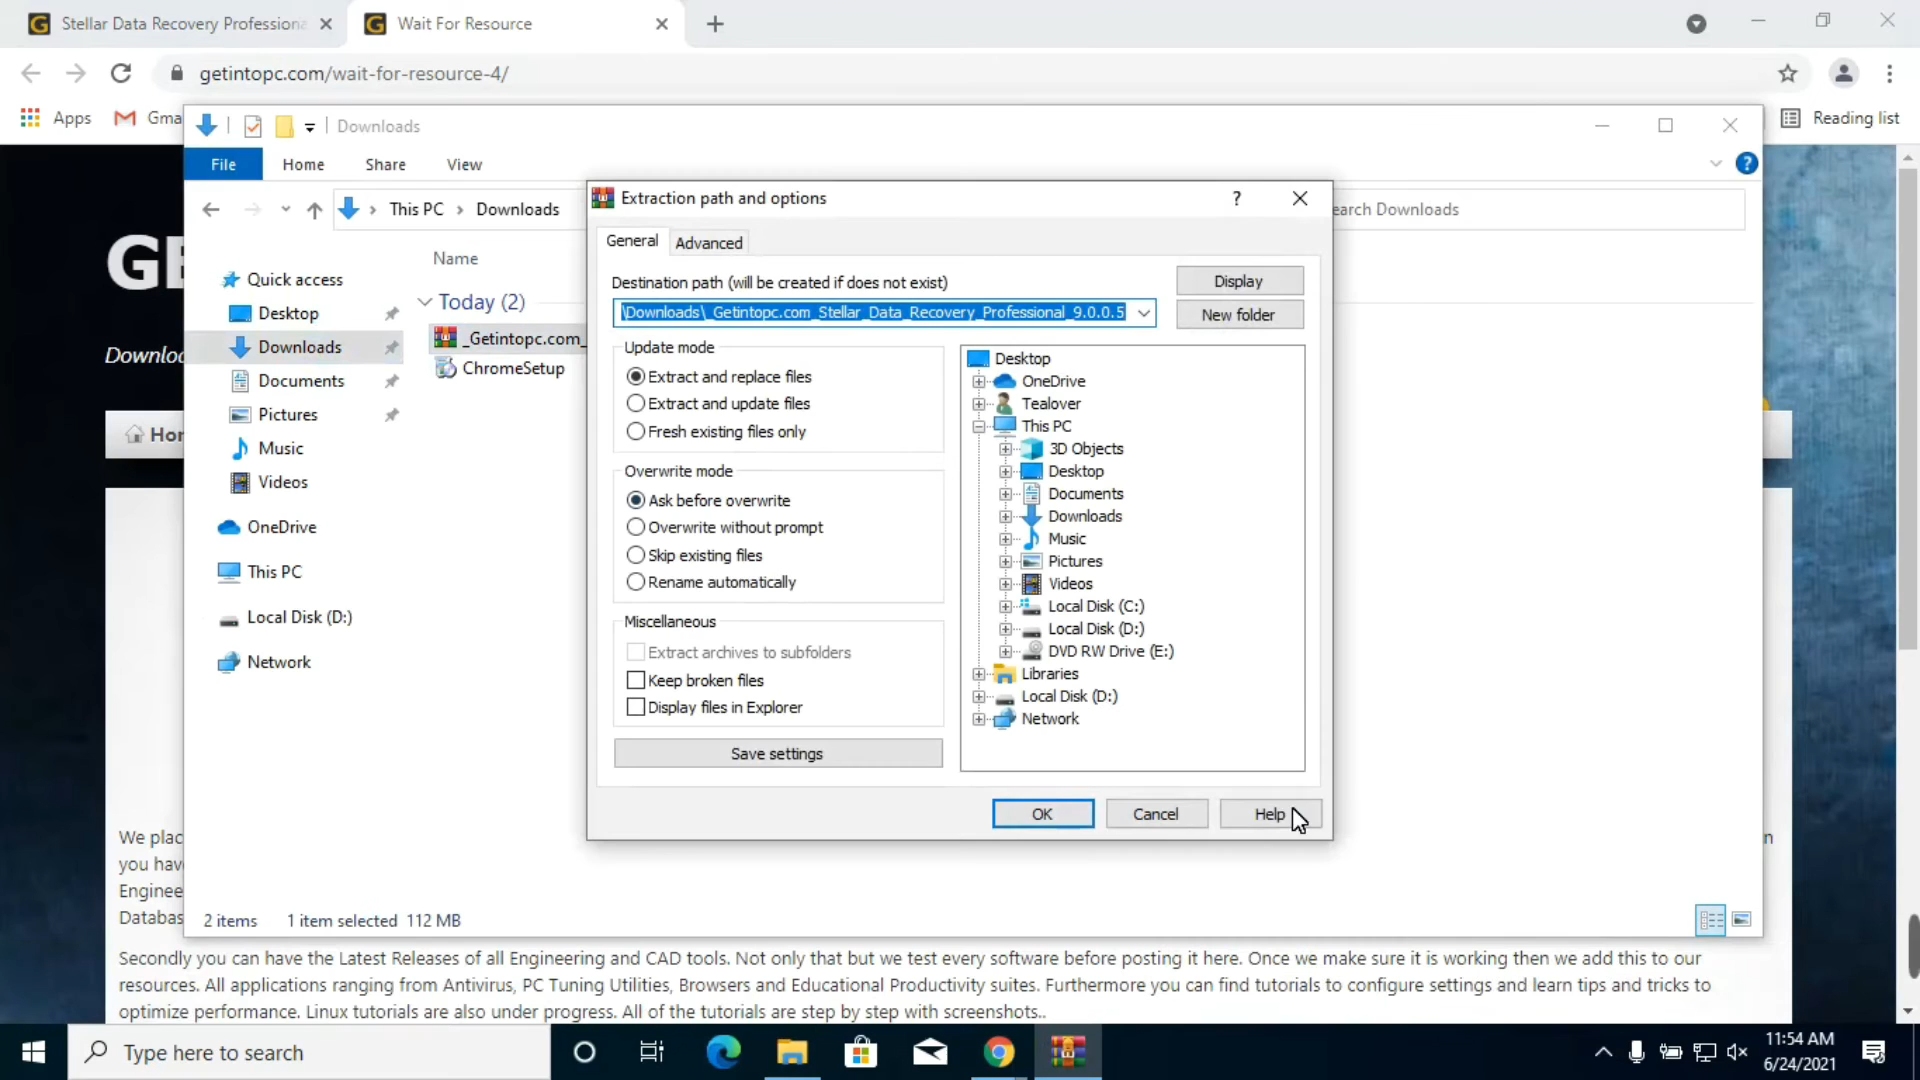 Stellar Data Recovery Professiona
Wait For Resource
getintopc.com/wait-for-resource-4/
Apps
Gma
Reading list
Downloads
File
Home
Share
View
This PC
Downloads
earch Downloads
Extraction path and options
?
General
Advanced
Destination path (will be created if does not exist)
Display
\Downloads\_Getintopc.com_Stellar_Data_Recovery_Professional_9.0.0.5
New folder
Name
Today (2)
_Getintopc.com_
ChromeSetup
Quick access
Desktop
Downloads
Documents
Pictures
Music
Videos
OneDrive
This PC
Local Disk (D:)
Network
Update mode
Extract and replace files
Extract and update files
Fresh existing files only
Overwrite mode
Ask before overwrite
Overwrite without prompt
Skip existing files
Rename automatically
Miscellaneous
Extract archives to subfolders
Keep broken files
Display files in Explorer
Save settings
Desktop
OneDrive
Tealover
This PC
3D Objects
Desktop
Documents
Downloads
Music
Pictures
Videos
Local Disk (C:)
Local Disk (D:)
DVD RW Drive (E:)
Libraries
Local Disk (D:)
Network
OK
Cancel
Help
2 items
1 item selected 112 MB
GE
Downloa
Hor
We plac
you hav
Enginee
Databas
n
Secondly you can have the Latest Releases of all Engineering and CAD tools. Not only that but we test every software before posting it here. Once we make sure it is working then we add this to our
resources. All applications ranging from Antivirus, PC Tuning Utilities, Browsers and Educational Productivity suites. Furthermore you can find tutorials to configure settings and learn tips and tricks to
optimize performance. Linux tutorials are also under progress. All of the tutorials are step by step with screenshots..
Type here to search
11:54 AM
6/24/2021